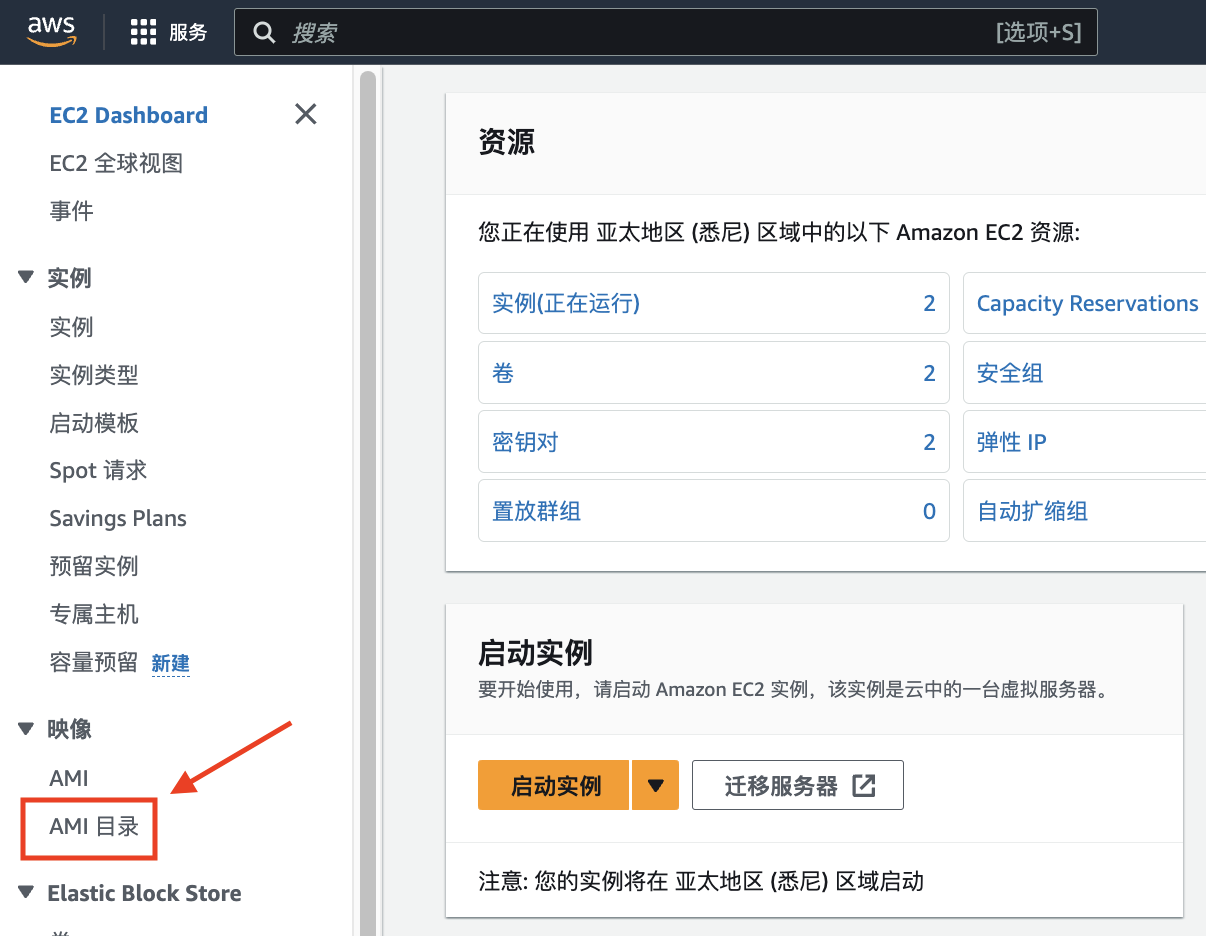 aws
服务
搜索
[选项+S]
EC2 Dashboard
EC2 全球视图
事件
实例
实例
实例类型
启动模板
Spot 请求
Savings Plans
预留实例
专属主机
容量预留 新建
映像
AMI
AMI 目录
Elastic Block Store
资源
您正在使用 亚太地区 (悉尼) 区域中的以下 Amazon EC2 资源:
实例(正在运行) 2
Capacity Reservations
卷 2
安全组
密钥对 2
弹性 IP
置放群组 0
自动扩缩组
启动实例
要开始使用，请启动 Amazon EC2 实例，该实例是云中的一台虚拟服务器。
启动实例
迁移服务器
注意: 您的实例将在 亚太地区 (悉尼) 区域启动